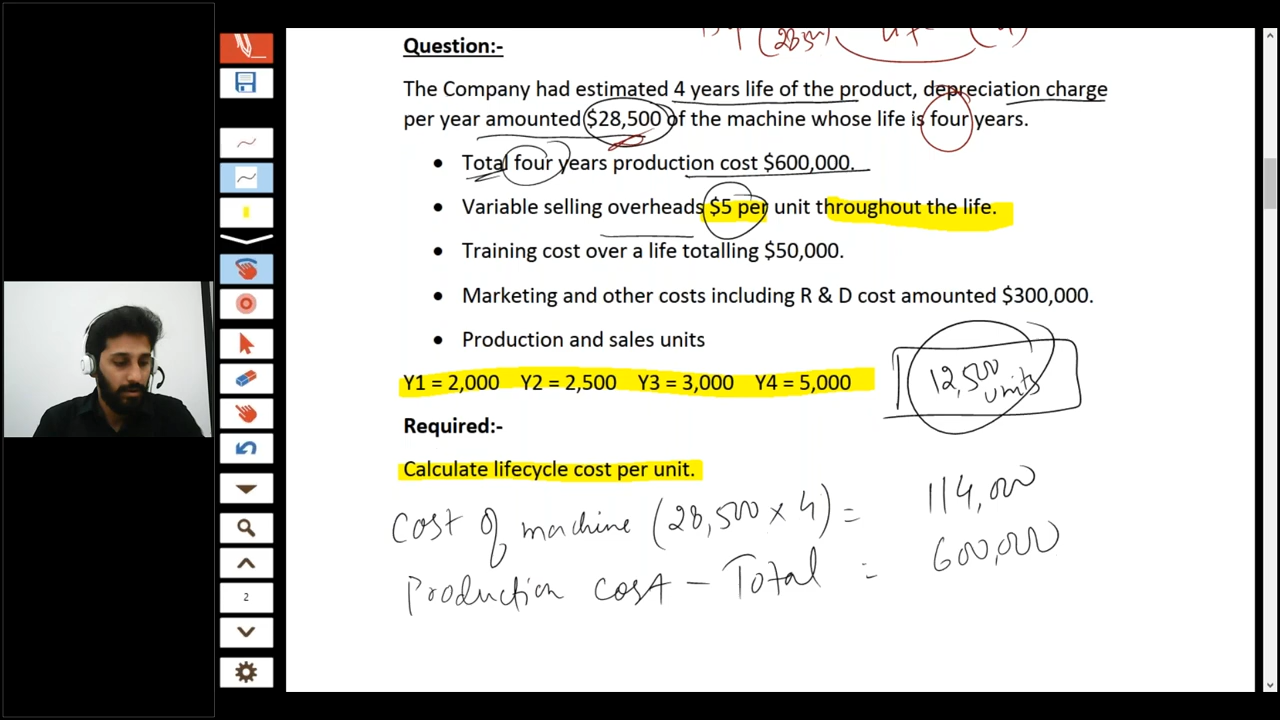 Question:-
The Company had estimated 4 years life of the product, depreciation charge
per year amounted $28,500 of the machine whose life is four years.
• Total four years production cost $600,000.
• Variable selling overheads $5 per unit throughout the life.
• Training cost over a life totalling $50,000.
• Marketing and other costs including R & D cost amounted $300,000.
• Production and sales units
Y1 = 2,000 Y2 = 2,500 Y3 = 3,000 Y4 = 5,000
12,500
units
Required:-
Calculate lifecycle cost per unit.
Cost of machine (28,500 x 4) = 114,000
Production cost - Total = 600,000
2